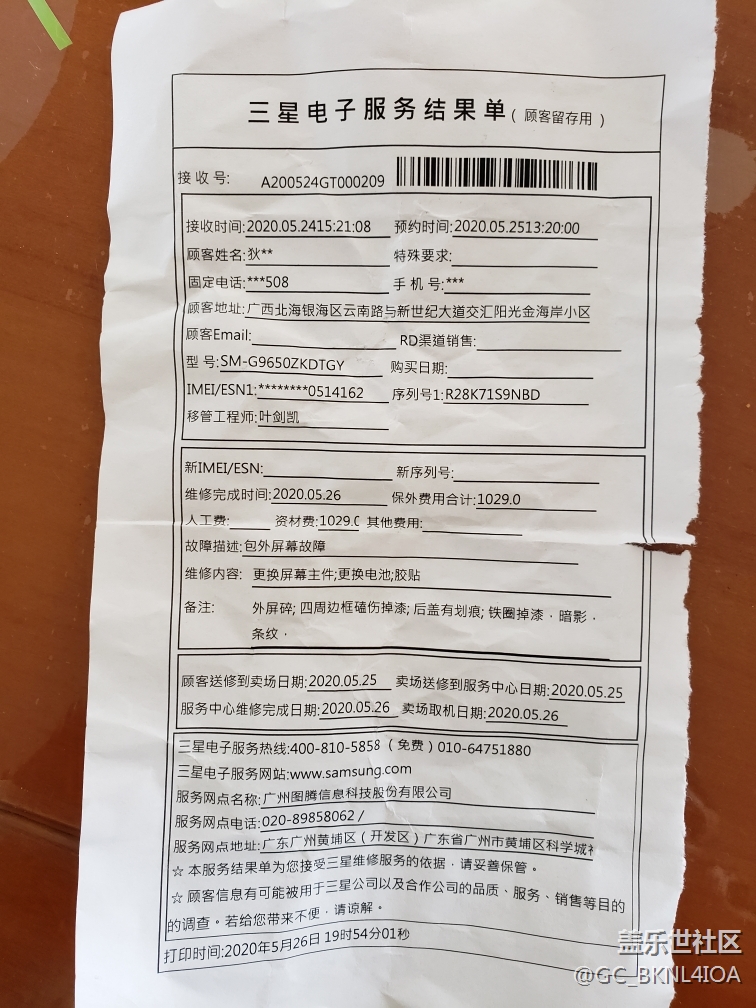 三星电子服务结果单(顾客留存用)
接收号: A200524GT000209
接收时间:2020.05.2415:21:08 预约时间:2020.05.2513:20:00
顾客姓名:狄** 特殊要求:
固定电话:***508 手机号:***
顾客地址:广西北海银海区云南路与新世纪大道交汇阳光金海岸小区
顾客Email: RD渠道销售:
型号:SM-G9650ZKDTGY 购买日期:
IMEI/ESN1:********0514162 序列号1:R28K71S9NBD
移管工程师:叶剑凯
新IMEI/ESN: 新序列号:
维修完成时间:2020.05.26 保外费用合计:1029.0
人工费: 资材费:1029.0 其他费用:
故障描述:包外屏幕故障
维修内容: 更换屏幕主件;更换电池;胶贴
备注: 外屏碎; 四周边框磕伤掉漆; 后盖有划痕; 铁圈掉漆．暗影．
条纹．
顾客送修到卖场日期:2020.05.25 卖场送修到服务中心日期:2020.05.25
服务中心维修完成日期:2020.05.26 卖场取机日期:2020.05.26
三星电子服务热线:400-810-5858（免费）010-64751880
三星电子服务网站:www.samsung.com
服务网点名称:广州图腾信息科技股份有限公司
服务网点电话:020-89858062 /
服务网点地址:广东广州黄埔区（开发区）广东省广州市黄埔区科学城
☆ 本服务结果单为您接受三星维修服务的依据，请妥善保管。
☆ 顾客信息有可能被用于三星公司以及合作公司的品质、服务、销售等目的
的调查。若给您带来不便，请谅解。
打印时间:2020年5月26日 19时54分01秒
盖乐世社区
@GC_BKNL4IOA